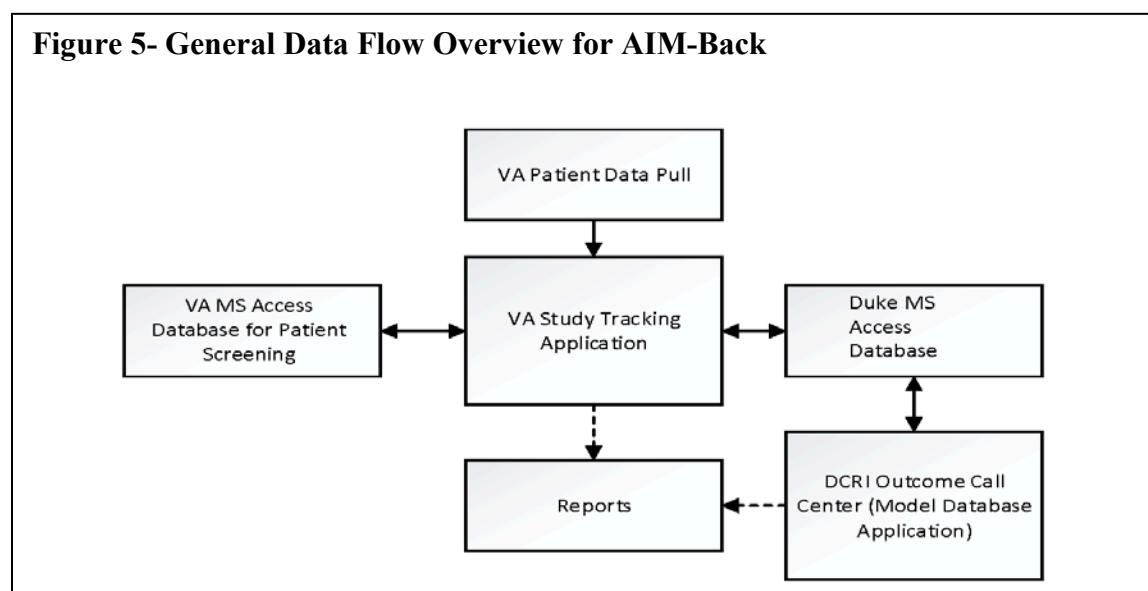 Figure 5- General Data Flow Overview for AIM-Back
VA Patient Data Pull
VA MS Access
Database for Patient
Screening
VA Study Tracking
Application
Duke MS
Access
Database
Reports
DCRI Outcome Call
Center (Model Database
Application)